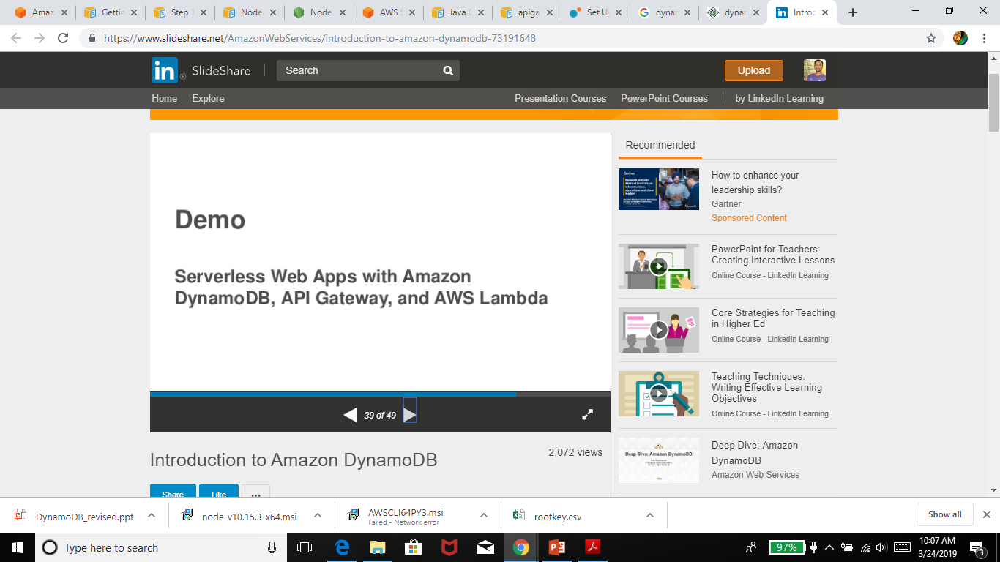 Amaz
Gettin
Step T
Node
Node.
AWS S
Java C
apiga
Set U
dynar
dynar
Introd
https://www.slideshare.net/AmazonWebServices/introduction-to-amazon-dynamodb-73191648
in ® SlideShare
Search
Upload
Home
Explore
Presentation Courses
PowerPoint Courses
by LinkedIn Learning
Demo
Serverless Web Apps with Amazon
DynamoDB, API Gateway, and AWS Lambda
39 of 49
Introduction to Amazon DynamoDB
2,072 views
Share
Like
Recommended
Gartner
How to enhance your
leadership skills?
Gartner
Sponsored Content
PowerPoint for Teachers:
Creating Interactive Lessons
Online Course - LinkedIn Learning
Core Strategies for Teaching
in Higher Ed
Online Course - LinkedIn Learning
Teaching Techniques:
Writing Effective Learning
Objectives
Online Course - LinkedIn Learning
Deep Dive: Amazon DynamoDB
Deep Dive: Amazon
DynamoDB
Amazon Web Services
DynamoDB_revised.ppt
node-v10.15.3-x64.msi
AWSCLI64PY3.msi
Failed - Network error
rootkey.csv
Show all
Type here to search
97%
10:07 AM
3/24/2019
3